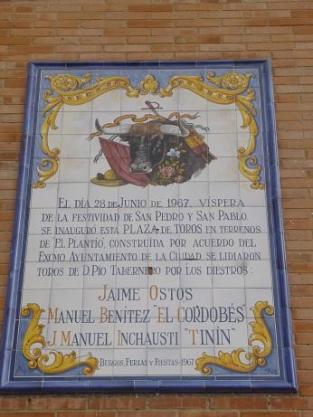 EL DÍA 28 DE JUNIO DE 1967. VÍSPERA
DE LA FESTIVIDAD DE SAN PEDRO Y SAN PABLO.
SE INAUGURÓ ESTA PLAZA DE TOROS EN TERRENOS
DE EL PLANTÍO, CONSTRUIDA POR ACUERDO DEL
EXCMO AYUNTAMIENTO DE LA CIUDAD. SE LIDIARON
TOROS DE D. PIO TABERNERO POR LOS DIESTROS:
JAIME OSTOS
MANUEL BENÍTEZ "EL CORDOBÉS"
J. MANUEL INCHAUSTI "TININ"
BURGOS, FERIAS Y FIESTAS-1967